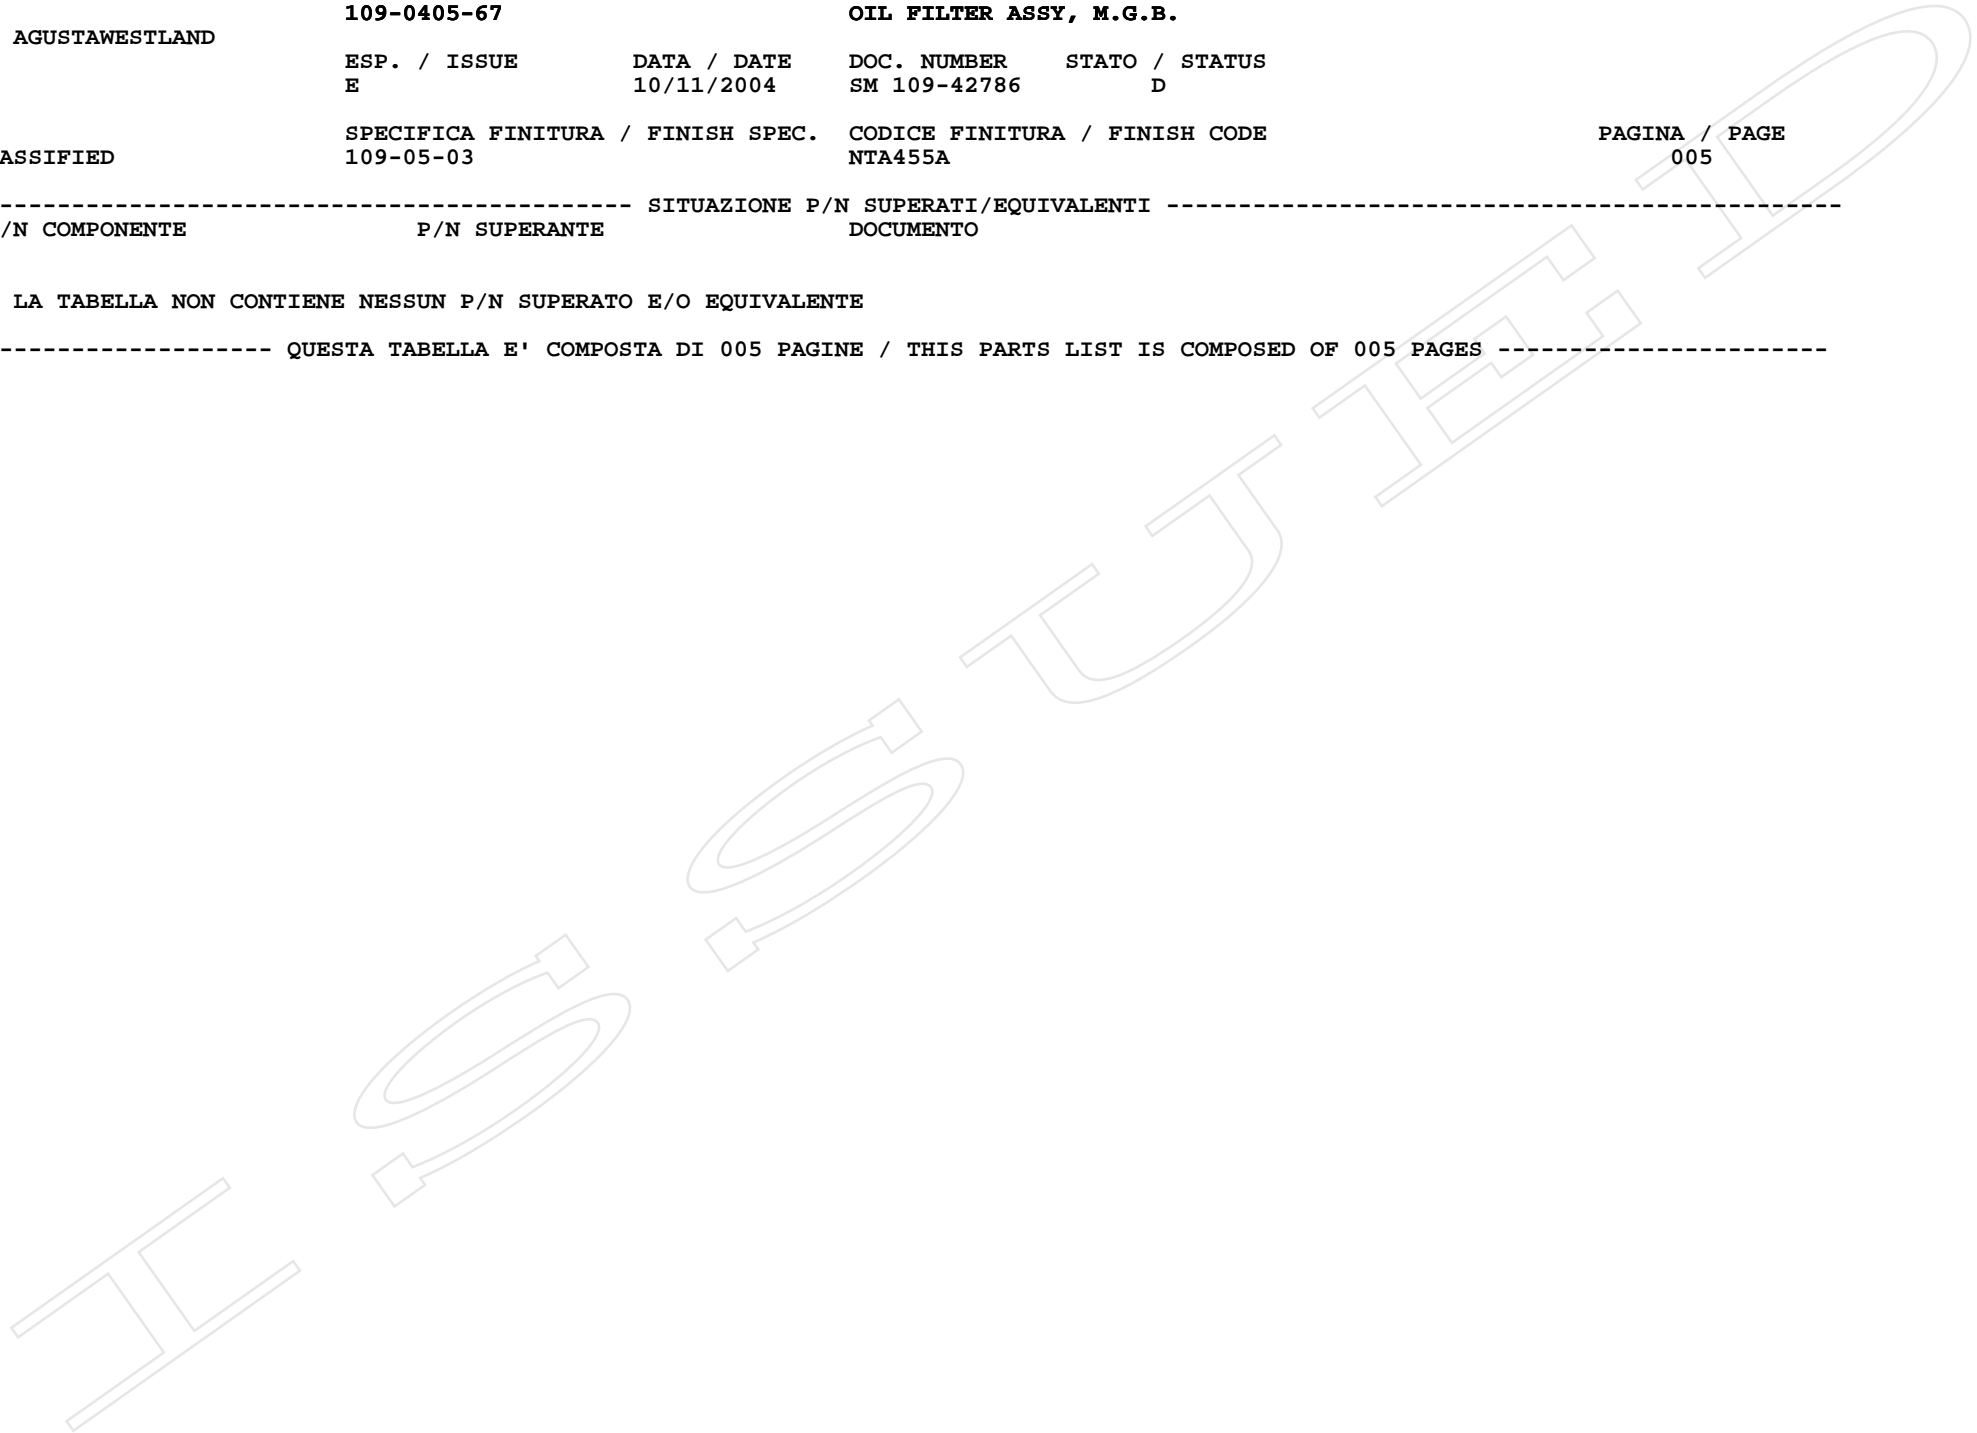 109-0405-67 OIL FILTER ASSY, M.G.B.
AGUSTAWESTLAND
ESP. / ISSUE DATA / DATE DOC. NUMBER STATO / STATUS
E 10/11/2004 SM 109-42786 D
SPECIFICA FINITURA / FINISH SPEC. CODICE FINITURA / FINISH CODE PAGINA / PAGE
ASSIFIED 109-05-03 NTA455A 005
-------------------------------------------- SITUAZIONE P/N SUPERATI/EQUIVALENTI -----------------------------------------------
/N COMPONENTE P/N SUPERANTE DOCUMENTO
LA TABELLA NON CONTIENE NESSUN P/N SUPERATO E/O EQUIVALENTE
------------------- QUESTA TABELLA E' COMPOSTA DI 005 PAGINE / THIS PARTS LIST IS COMPOSED OF 005 PAGES -----------------------
ISSUED